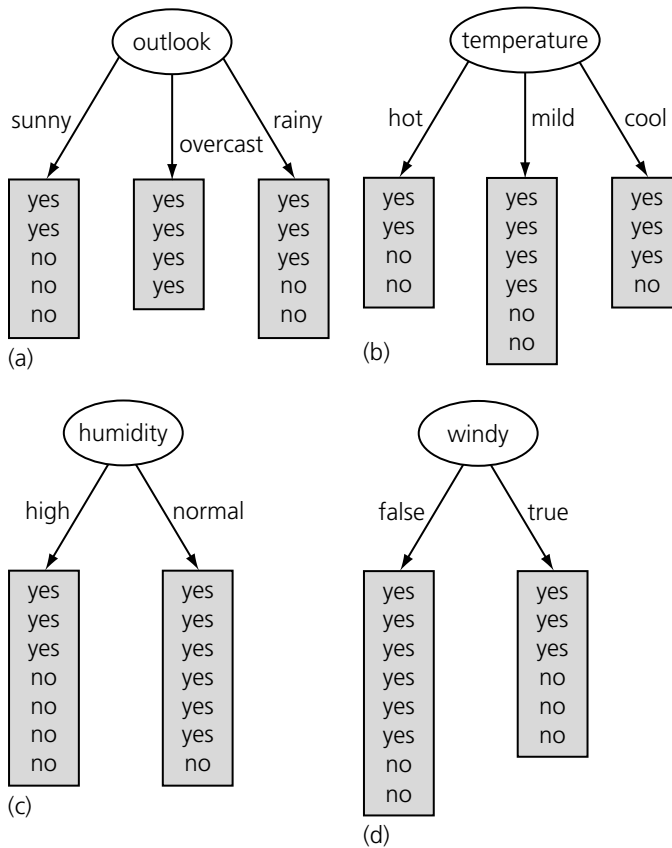 outlook
sunny
overcast
rainy
yes
yes
no
no
no
yes
yes
yes
yes
yes
yes
yes
no
no
(a)
temperature
hot
mild
cool
yes
yes
no
no
yes
yes
yes
yes
no
no
yes
yes
yes
no
(b)
humidity
high
normal
yes
yes
yes
no
no
no
no
yes
yes
yes
yes
yes
yes
no
(c)
windy
false
true
yes
yes
yes
yes
yes
yes
no
no
yes
yes
yes
no
no
no
(d)